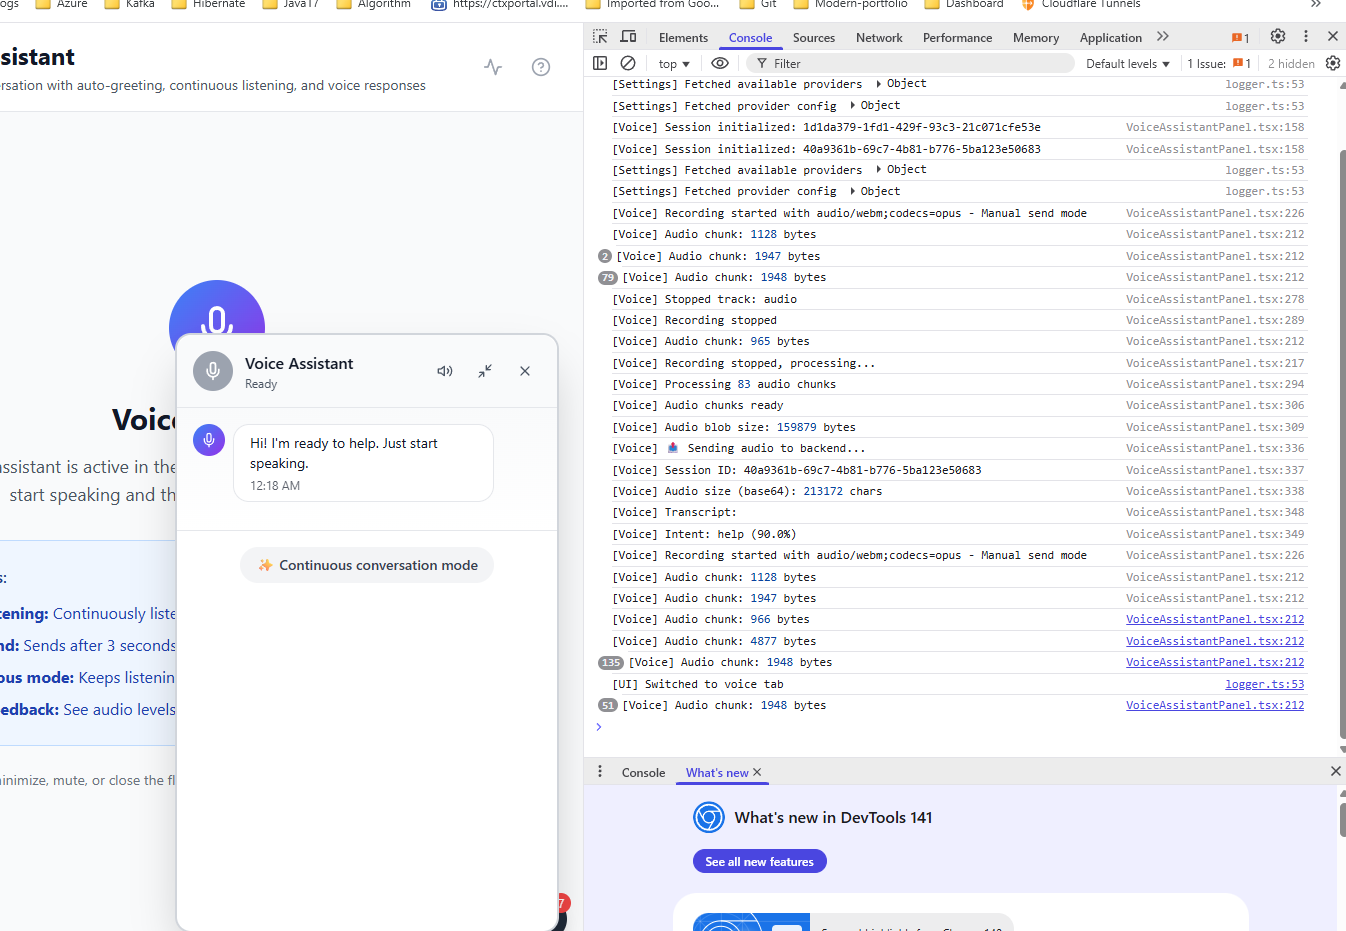 ogs Azure Kafka Hibernate Java17 Algorithm https://ctxportal.vdi.... Imported from Goo... Git Modern-portfolio Dashboard Cloudflare Tunnels
sistant
rsation with auto-greeting, continuous listening, and voice responses
Voic
assistant is active in the
start speaking and th
s:
tening: Continuously liste
nd: Sends after 3 seconds
ous mode: Keeps listenin
edback: See audio levels
minimize, mute, or close the fl
Voice Assistant
Ready
Hi! I'm ready to help. Just start
speaking.
12:18 AM
✨ Continuous conversation mode
7
Elements Console Sources Network Performance Memory Application 1
top Filter Default levels 1 Issue: 1 2 hidden
[Settings] Fetched available providers Object logger.ts:53
[Settings] Fetched provider config Object logger.ts:53
[Voice] Session initialized: 1d1da379-1fd1-429f-93c3-21c071cfe53e VoiceAssistantPanel.tsx:158
[Voice] Session initialized: 40a9361b-69c7-4b81-b776-5ba123e50683 VoiceAssistantPanel.tsx:158
[Settings] Fetched available providers Object logger.ts:53
[Settings] Fetched provider config Object logger.ts:53
[Voice] Recording started with audio/webm;codecs=opus - Manual send mode VoiceAssistantPanel.tsx:226
[Voice] Audio chunk: 1128 bytes VoiceAssistantPanel.tsx:212
2 [Voice] Audio chunk: 1947 bytes VoiceAssistantPanel.tsx:212
79 [Voice] Audio chunk: 1948 bytes VoiceAssistantPanel.tsx:212
[Voice] Stopped track: audio VoiceAssistantPanel.tsx:278
[Voice] Recording stopped VoiceAssistantPanel.tsx:289
[Voice] Audio chunk: 965 bytes VoiceAssistantPanel.tsx:212
[Voice] Recording stopped, processing... VoiceAssistantPanel.tsx:217
[Voice] Processing 83 audio chunks VoiceAssistantPanel.tsx:294
[Voice] Audio chunks ready VoiceAssistantPanel.tsx:306
[Voice] Audio blob size: 159879 bytes VoiceAssistantPanel.tsx:309
[Voice] 📤 Sending audio to backend... VoiceAssistantPanel.tsx:336
[Voice] Session ID: 40a9361b-69c7-4b81-b776-5ba123e50683 VoiceAssistantPanel.tsx:337
[Voice] Audio size (base64): 213172 chars VoiceAssistantPanel.tsx:338
[Voice] Transcript: VoiceAssistantPanel.tsx:348
[Voice] Intent: help (90.0%) VoiceAssistantPanel.tsx:349
[Voice] Recording started with audio/webm;codecs=opus - Manual send mode VoiceAssistantPanel.tsx:226
[Voice] Audio chunk: 1128 bytes VoiceAssistantPanel.tsx:212
[Voice] Audio chunk: 1947 bytes VoiceAssistantPanel.tsx:212
[Voice] Audio chunk: 966 bytes VoiceAssistantPanel.tsx:212
[Voice] Audio chunk: 4877 bytes VoiceAssistantPanel.tsx:212
135 [Voice] Audio chunk: 1948 bytes VoiceAssistantPanel.tsx:212
[UI] Switched to voice tab logger.ts:53
51 [Voice] Audio chunk: 1948 bytes VoiceAssistantPanel.tsx:212
Console What's new
What's new in DevTools 141
See all new features